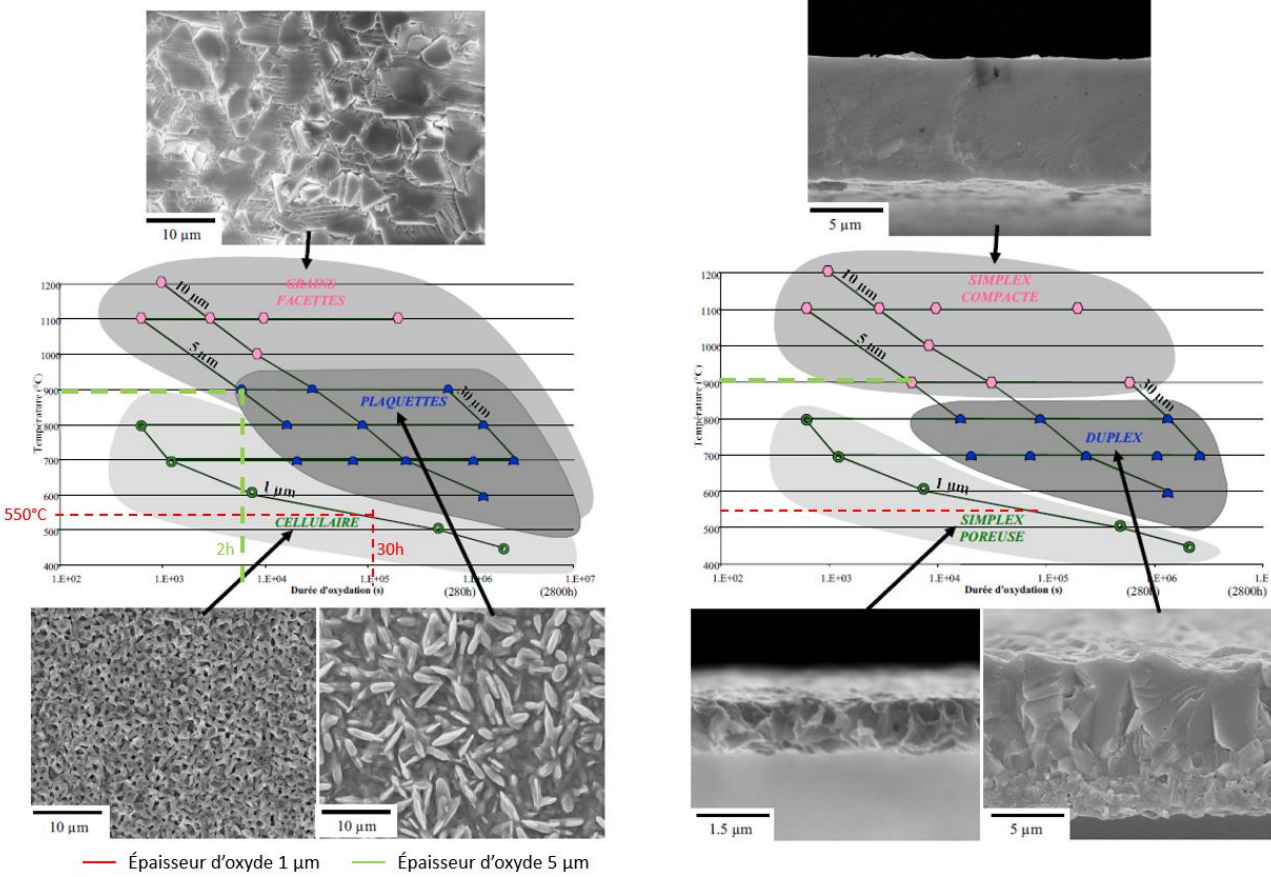 10 µm
5 µm
GRAINS
FACETTES
10 µm
5 µm
30 µm
PLAQUETTES
1 µm
CELLULAIRE
550°C
2h
30h
Température (°C)
1200
1100
1000
900
800
700
600
500
400
1.E+02
1.E+03
1.E+04
1.E+05
1.E+06
1.E+07
Durée d'oxydation (s)
(280h)
(2800h)
SIMPLEX
COMPACTE
10 µm
5 µm
30 µm
DUPLEX
1 µm
SIMPLEX
POREUSE
Température (°C)
1200
1100
1000
900
800
700
600
500
400
1.E+02
1.E+03
1.E+04
1.E+05
1.E+06
1.E
Durée d'oxydation (s)
(280h)
(2800h)
10 µm
10 µm
1.5 µm
5 µm
Épaisseur d'oxyde 1 µm
Épaisseur d'oxyde 5 µm